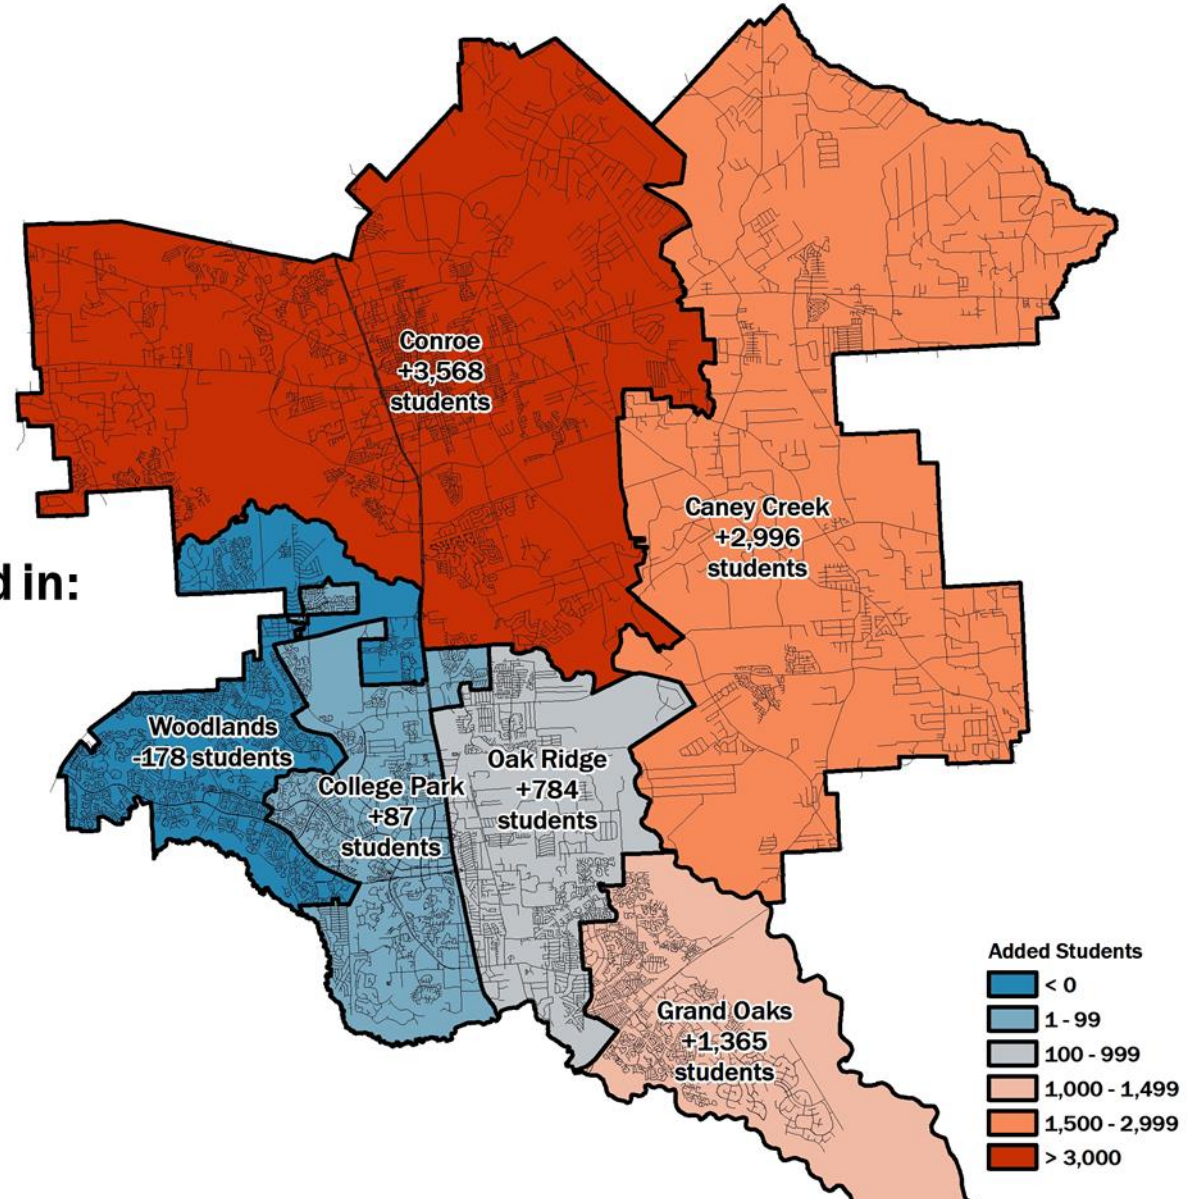 Conroe
+3,568
students
Caney Creek
+2,996
students
d in:
Woodlands
-178 students
College Park
+87
students
Oak Ridge
+784
students
Grand Oaks
+1,365
students
Added Students
< 0
1 - 99
100 - 999
1,000 - 1,499
1,500 - 2,999
> 3,000